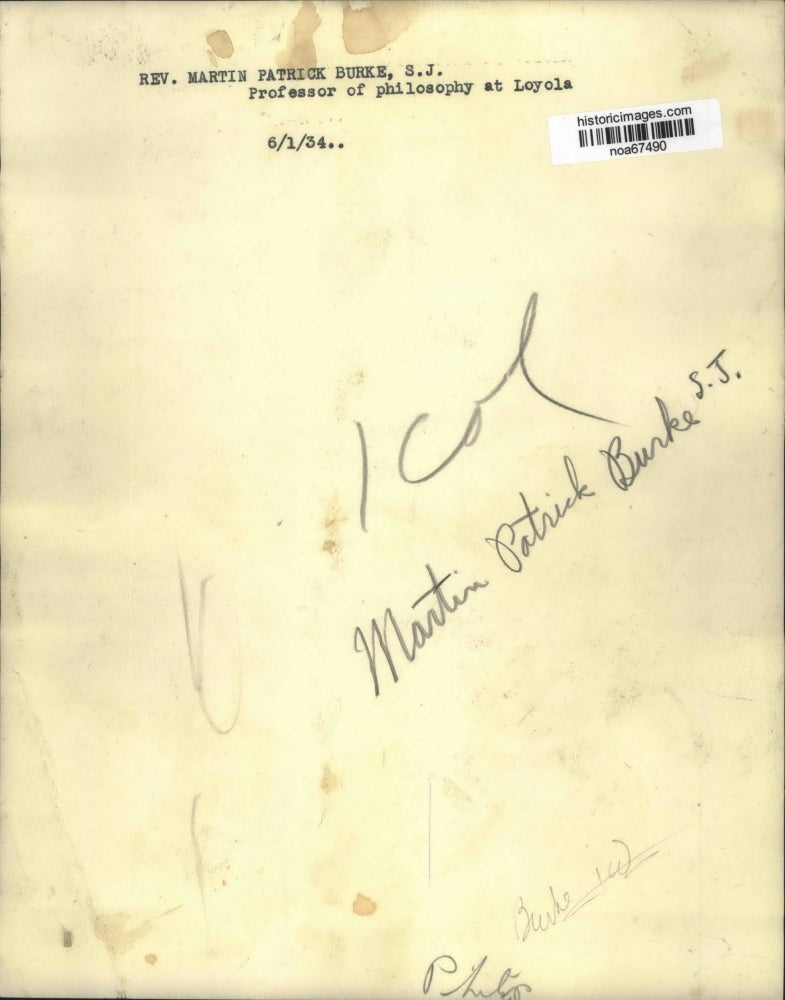 REV. MARTIN PATRICK BURKE, S.J.
Professor of philosophy at Loyola
6/1/34..
historicimages.com
noa67490
1 Col
Martin Patrick Burke S.J.
Burke